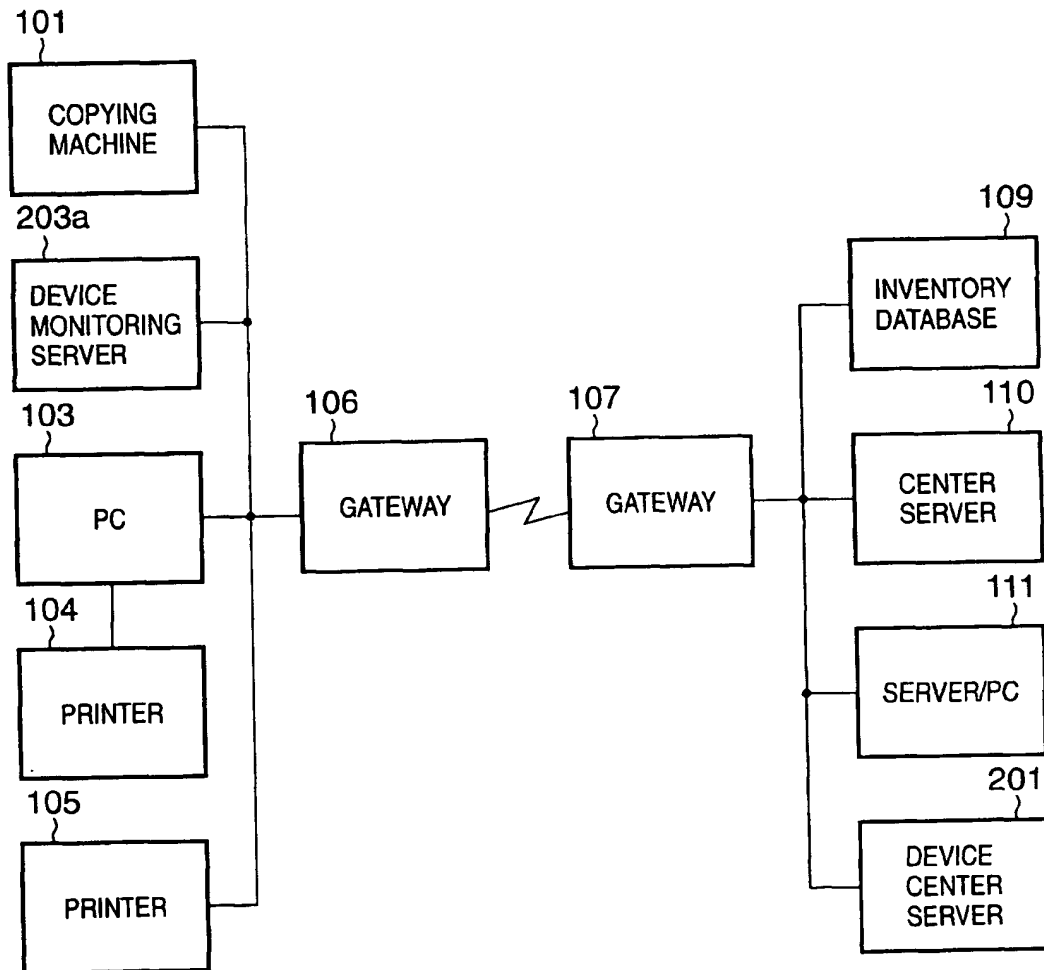 101
COPYING
MACHINE
203a
DEVICE
MONITORING
SERVER
103
PC
104
PRINTER
105
PRINTER
106
GATEWAY
107
GATEWAY
109
INVENTORY
DATABASE
110
CENTER
SERVER
111
SERVER/PC
201
DEVICE
CENTER
SERVER